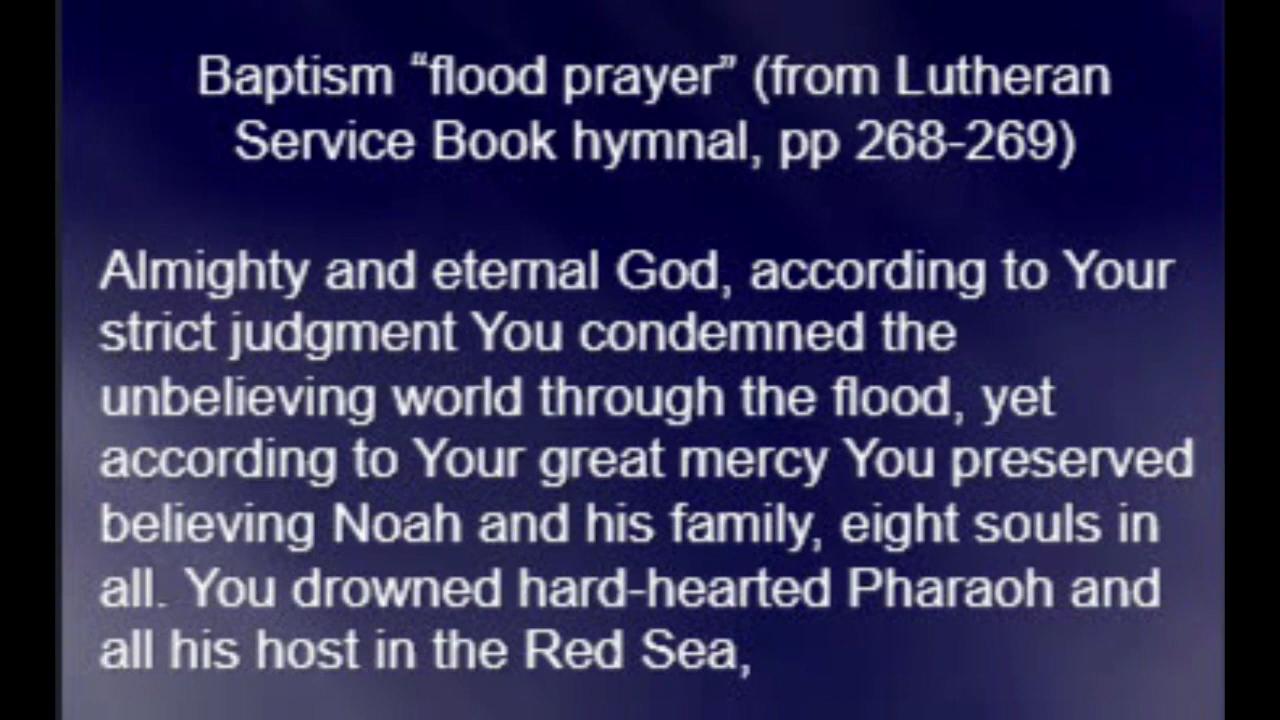 Baptism “flood prayer” (from Lutheran
Service Book hymnal, pp 268-269)
Almighty and eternal God, according to Your
strict judgment You condemned the
unbelieving world through the flood, yet
according to Your great mercy You preserved
believing Noah and his family, eight souls in
all. You drowned hard-hearted Pharaoh and
all his host in the Red Sea,